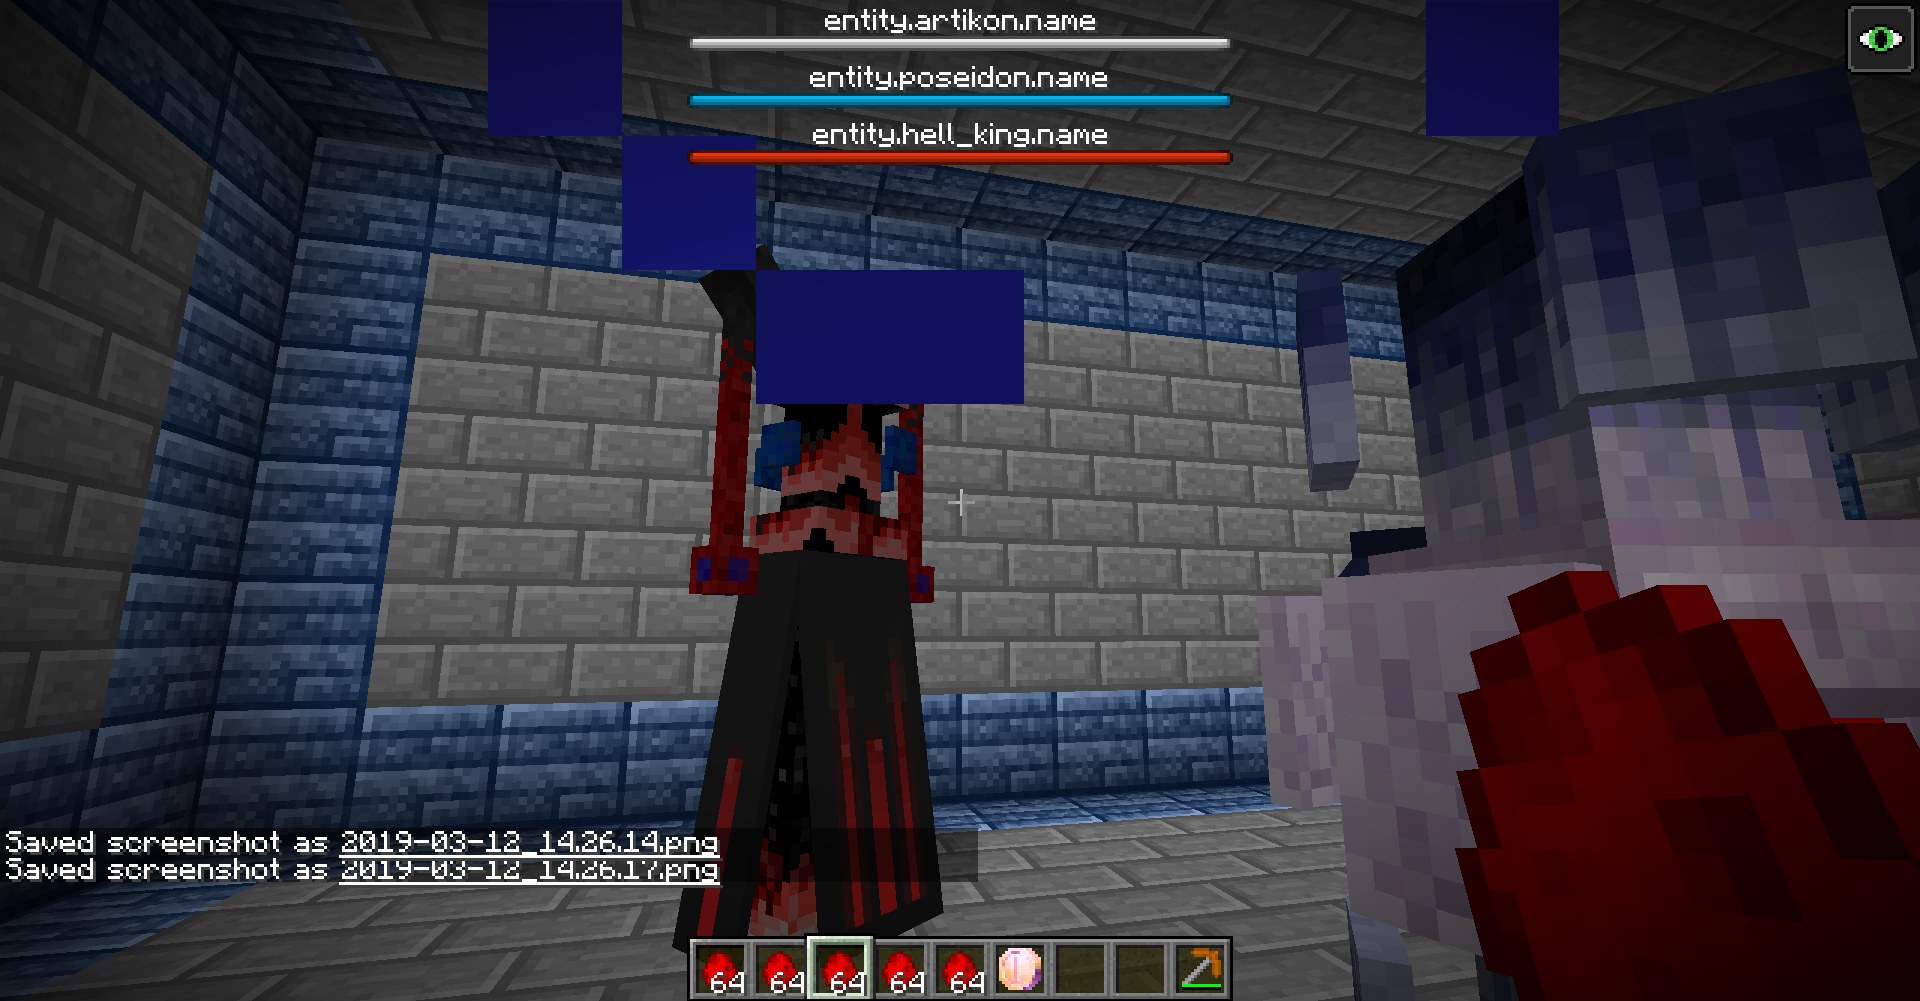 entity.artikon.name
entity.poseidon.name
entity.hell_king.name
Saved screenshot as 2019-03-12_14.26.14.png
Saved screenshot as 2019-03-12_14.26.17.png
64 64 64 64 64